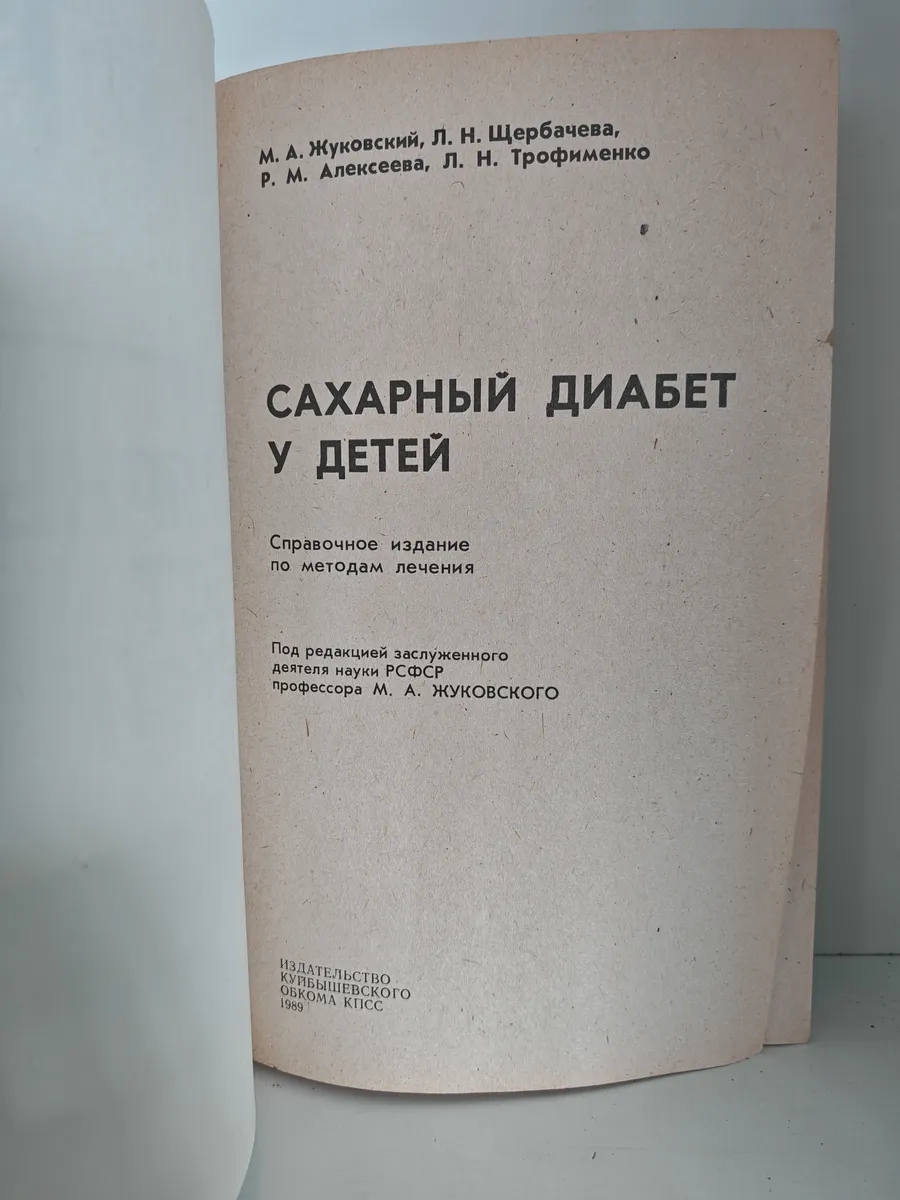 М. А. Жуковский, Л. Н. Щербачева,
Р. М. Алексеева, Л. Н. Трофименко
САХАРНЫЙ ДИАБЕТ
У ДЕТЕЙ
Справочное издание
по методам лечения
Под редакцией заслуженного
деятеля науки РСФСР
профессора М. А. ЖУКОВСКОГО
ИЗДАТЕЛЬСТВО
КУЙБЫШЕВСКОГО
ОБКОМА КПСС
1989